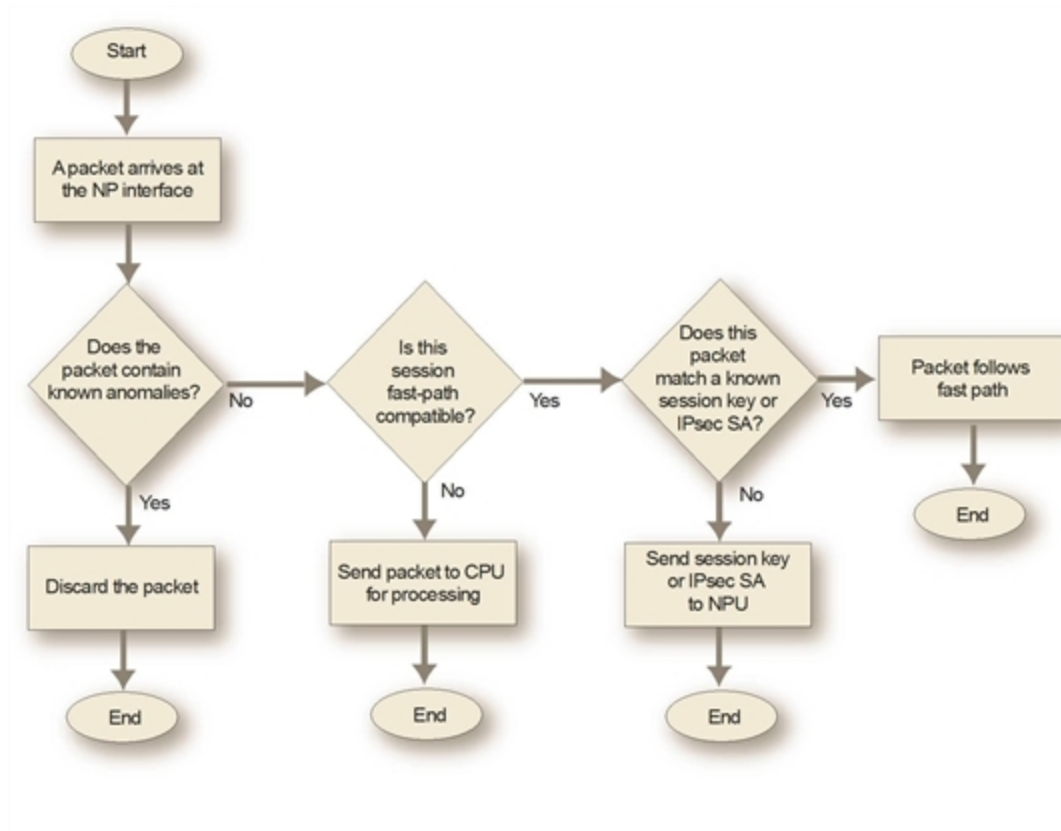 Start
A packet arrives at
the NP interface
Does the
packet contain
known anomalies?
No
Yes
Discard the packet
End
Is this
session
fast-path
compatible?
Yes
No
Send packet to CPU
for processing
End
Does this
packet
match a known
session key or
IPsec SA?
Yes
No
Send session key
or IPsec SA
to NPU
End
Packet follows
fast path
End